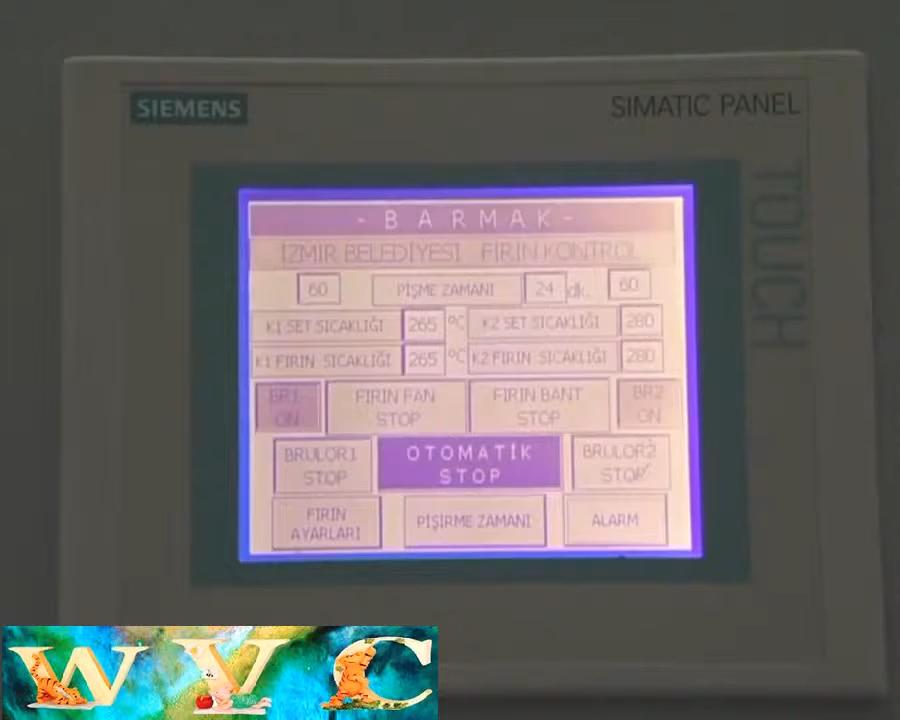 SIEMENS
SIMATIC PANEL
TOUCH
- B A R M A K -
İZMİR BELEDİYESİ FIRIN KONTROL
60 PİŞME ZAMANI 24 dk. 60
K1 SET SICAKLIĞI 265 °C K2 SET SICAKLIĞI 280
K1 FIRIN SICAKLIĞI 265 °C K2 FIRIN SICAKLIĞI 280
BR1 ON
FIRIN FAN STOP
FIRIN BANT STOP
BR2 ON
BRULOR1 STOP
OTOMATİK STOP
BRULOR2 STOP
FIRIN AYARLARI
PİŞİRME ZAMANI
ALARM
W V C